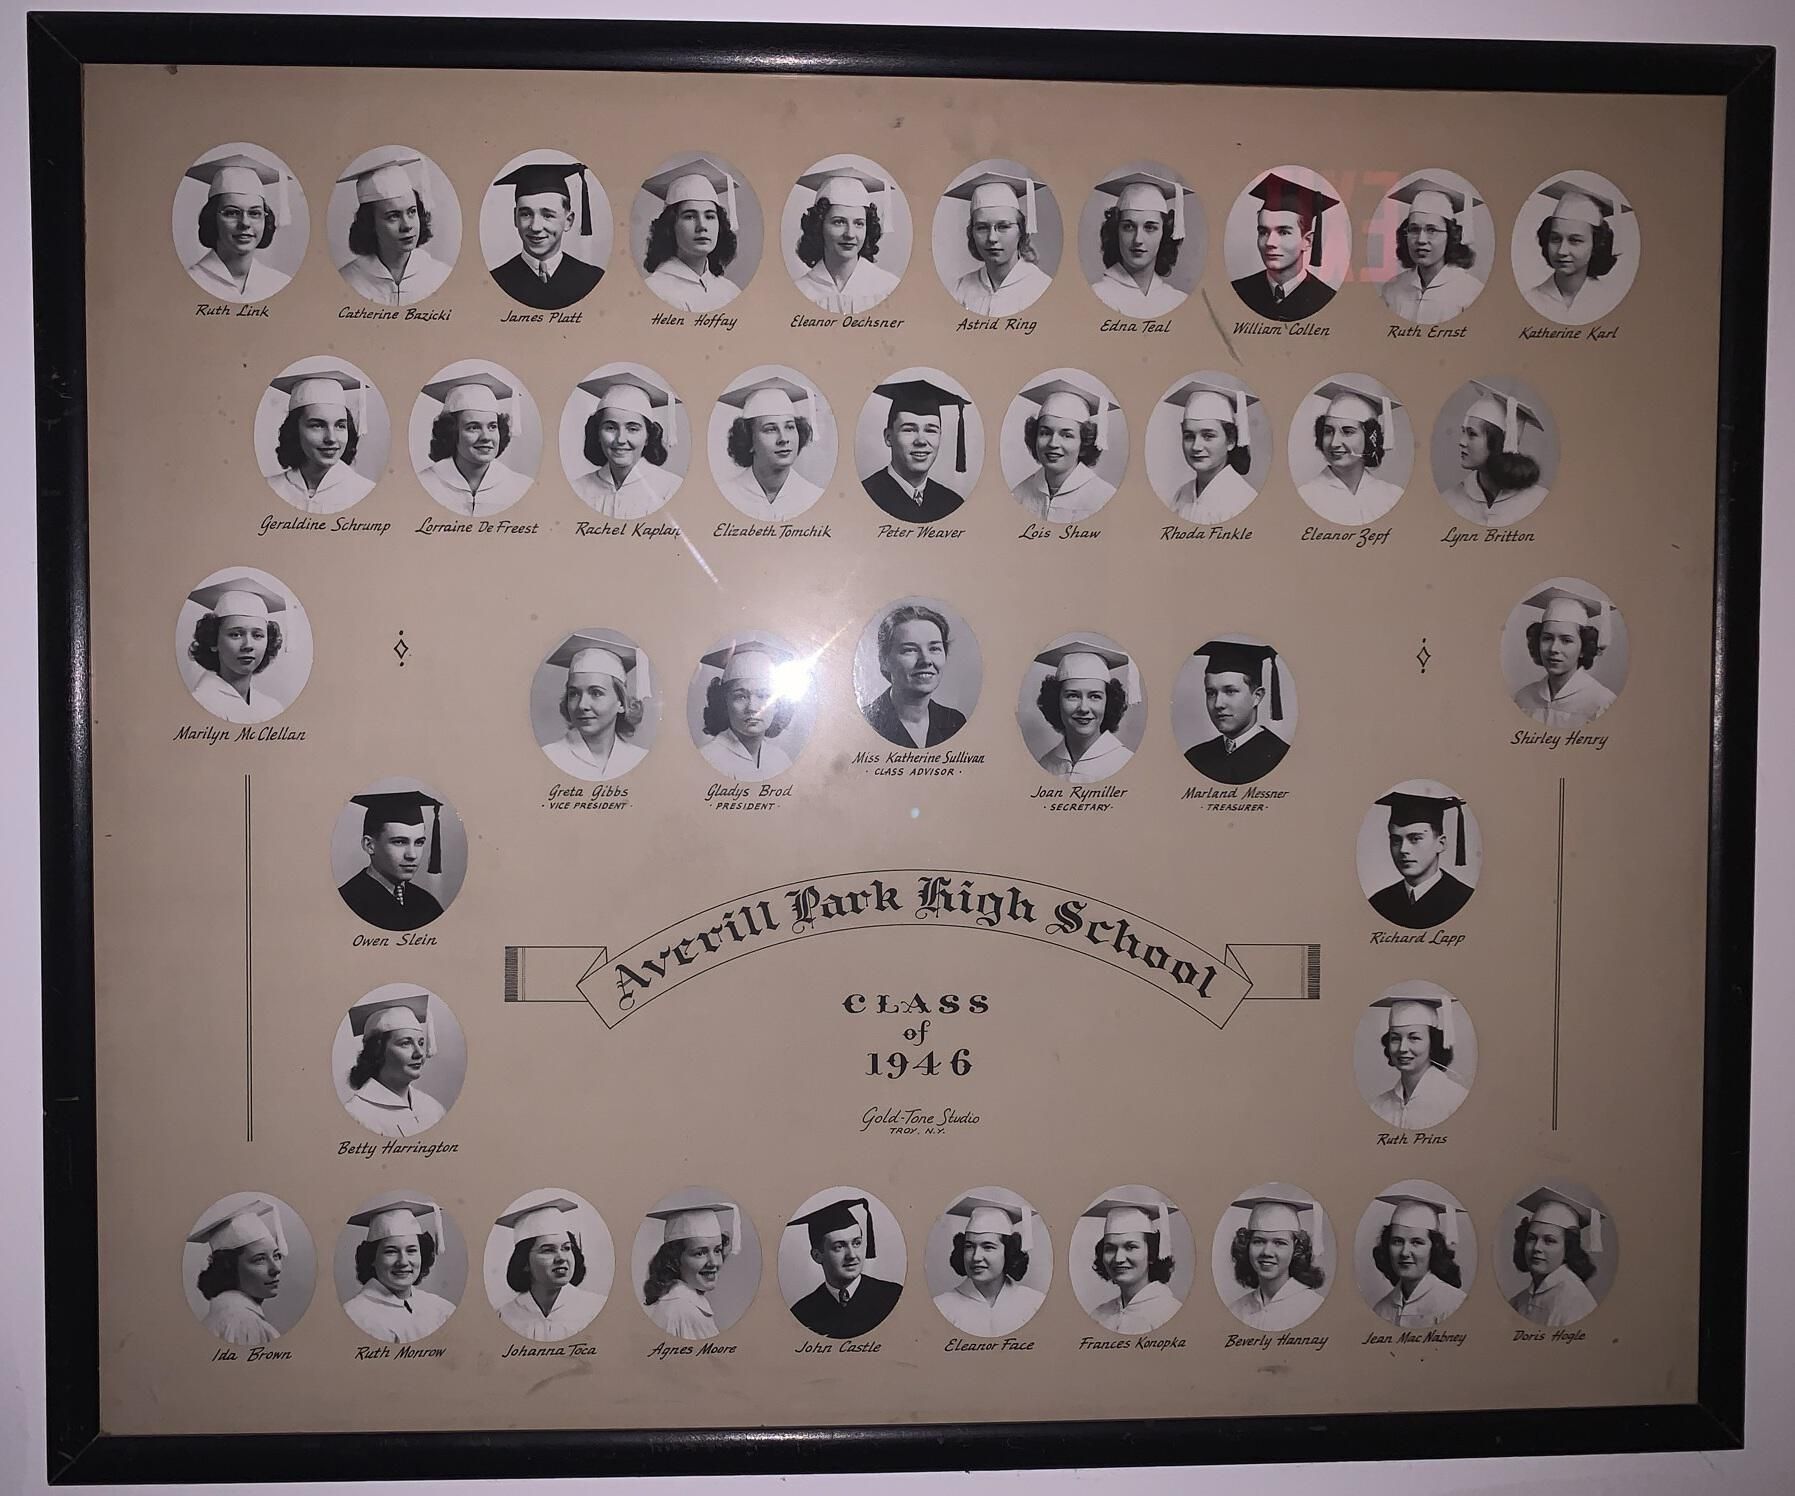 Ruth Link
Catherine Bazicki
James Platt
Helen Hoffay
Eleanor Oechsner
Astrid Ring
Edna Teal
William Collen
Ruth Ernst
Katherine Karl
Geraldine Schrump
Lorraine De Freest
Rachel Kaplan
Elizabeth Tomchik
Peter Weaver
Lois Shaw
Rhoda Finkle
Eleanor Zepf
Lynn Britton
Marilyn McClellan
Greta Gibbs
· VICE PRESIDENT ·
Gladys Brod
· PRESIDENT ·
Miss Katherine Sullivan
· CLASS ADVISOR ·
Joan Rymiller
· SECRETARY ·
Marland Messner
· TREASURER ·
Shirley Henry
Owen Slein
Richard Lapp
Averill Park High School
CLASS
of
1946
Gold-Tone Studio
TROY, N.Y.
Betty Harrington
Ruth Prins
Ida Brown
Ruth Monrow
Johanna Toca
Agnes Moore
John Castle
Eleanor Face
Frances Konopka
Beverly Hannay
Jean MacNabney
Doris Hogle